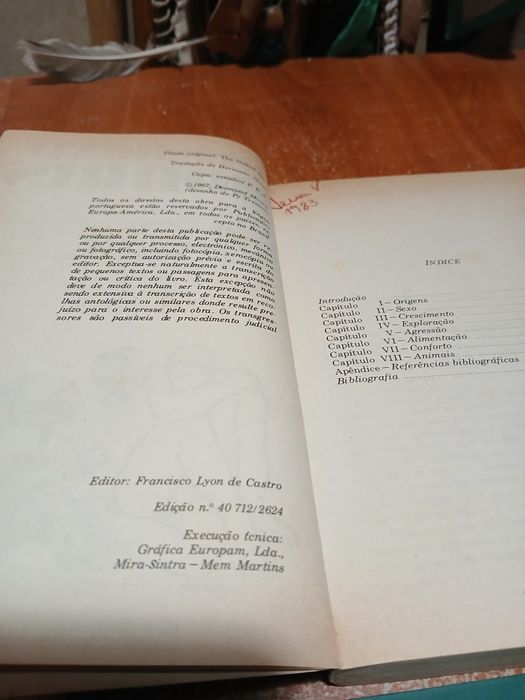 Título original: The Naked
Tradução de Hermano
Capa: estúdios P. E.
©1967, Desmond
(desenho de
Todos os direitos desta obra para a
portuguesa estão reservados por
Europa-América, Lda., em todos os
cepto no Brasil
Nenhuma parte desta publicação pode ser re-
produzida ou transmitida por qualquer forma
ou por qualquer processo, electrónico, mecânico
ou fotográfico, incluindo fotocópia, xerocópia ou
gravação, sem autorização prévia e escrita do
editor. Exceptua-se naturalmente a transcrição
de pequenos textos ou passagens para apresen-
tação ou crítica do livro. Esta excepção não
deve de modo nenhum ser interpretada como
sendo extensiva à transcrição de textos em reco-
lhas antológicas ou similares donde resulte pre-
juízo para o interesse pela obra. Os transgres-
sores são passíveis de procedimento judicial
Editor: Francisco Lyon de Castro
Edição n.º 40 712/2624
Execução técnica:
Gráfica Europam, Lda.,
Mira-Sintra — Mem Martins
1983
ÍNDICE
Introdução
Capítulo I — Origens
Capítulo II — Sexo
Capítulo III — Crescimento
Capítulo IV — Exploração
Capítulo V — Agressão
Capítulo VI — Alimentação
Capítulo VII — Conforto
Capítulo VIII — Animais
Apêndice — Referências bibliográficas
Bibliografia